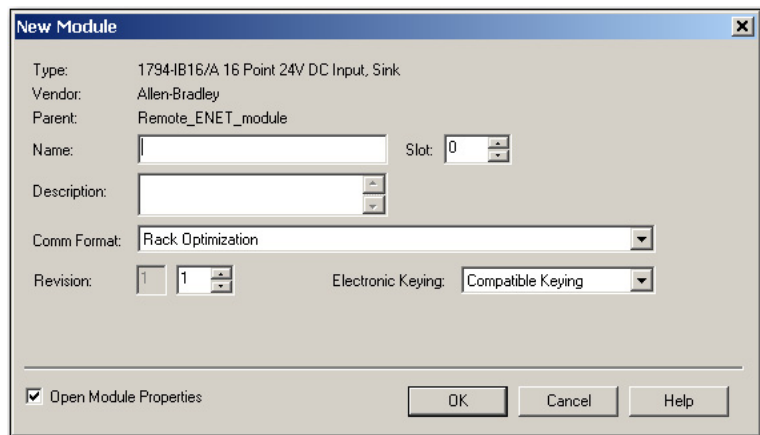 New Module
Type: 1794-IB16/A 16 Point 24V DC Input, Sink
Vendor: Allen-Bradley
Parent: Remote_ENET_module
Name: Slot: 0
Description:
Comm Format: Rack Optimization
Revision: 1 1 Electronic Keying: Compatible Keying
Open Module Properties OK Cancel Help